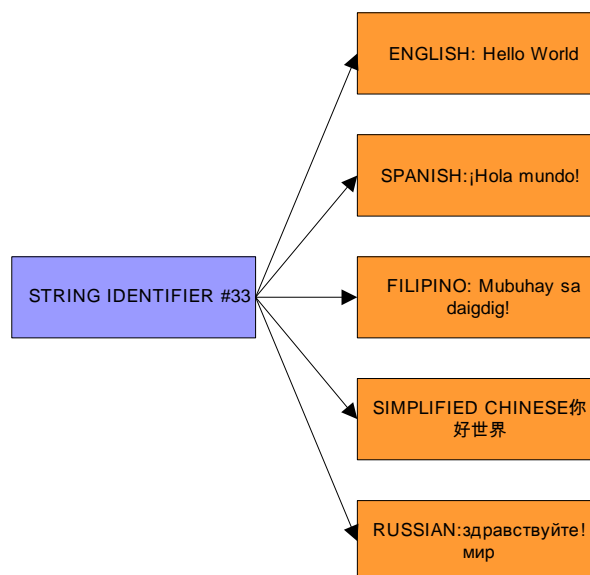 ENGLISH: Hello World
SPANISH:¡Hola mundo!
STRING IDENTIFIER #33
FILIPINO: Mubuhay sa
daigdig!
SIMPLIFIED CHINESE你
好世界
RUSSIAN:здравствуйте!
мир